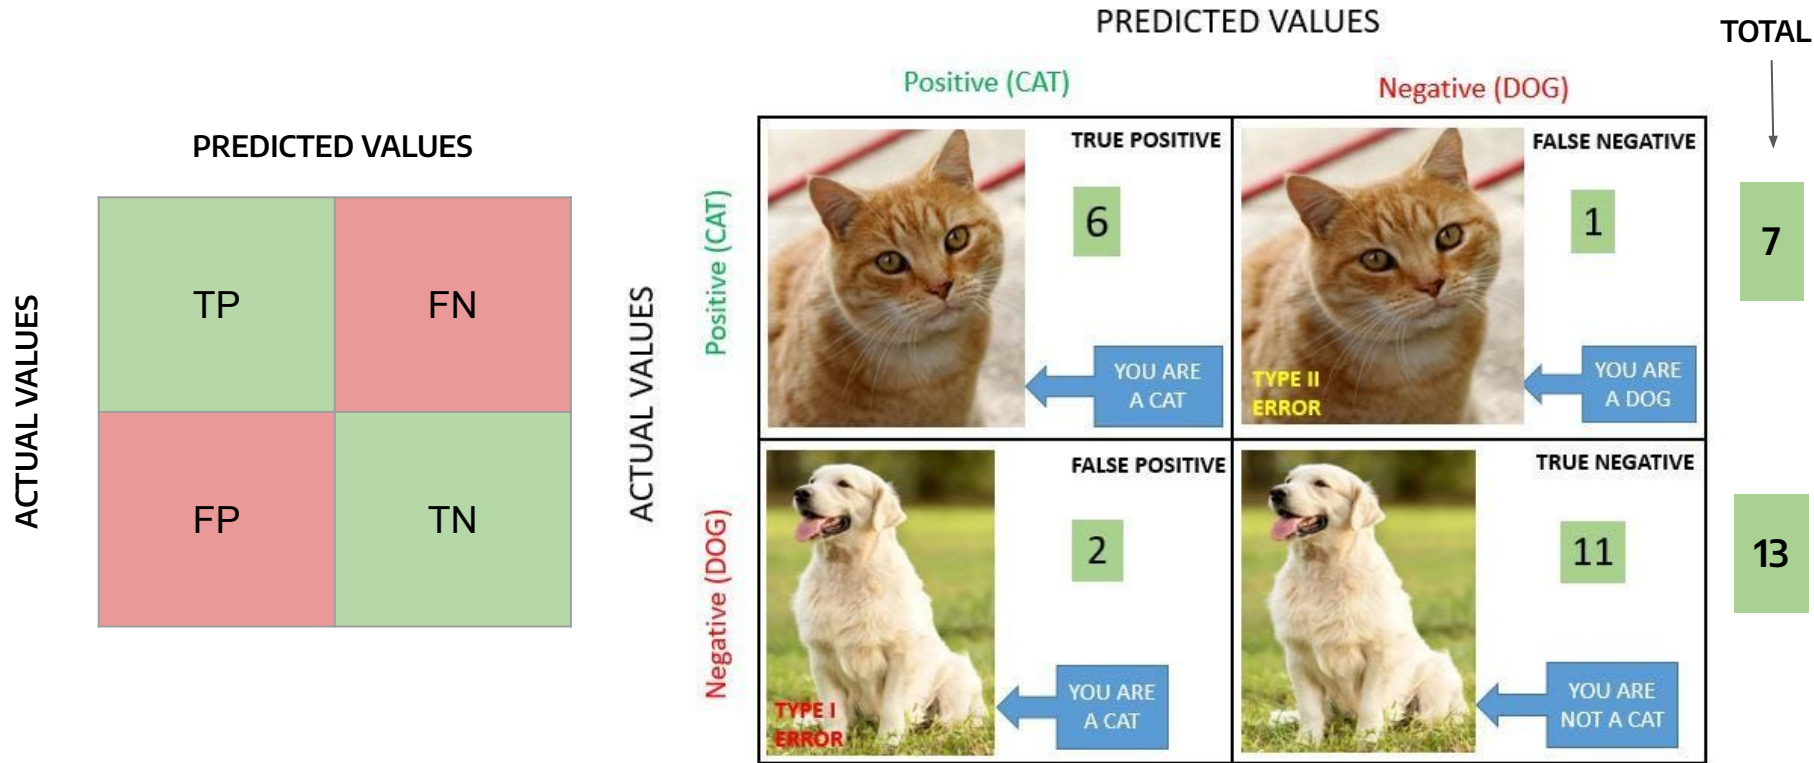 PREDICTED VALUES
TOTAL
Positive (CAT)
Negative (DOG)
PREDICTED VALUES
ACTUAL VALUES
TP
FN
FP
TN
ACTUAL VALUES
Positive (CAT)
Negative (DOG)
TRUE POSITIVE
6
YOU ARE
A CAT
FALSE NEGATIVE
1
TYPE II
ERROR
YOU ARE
A DOG
7
FALSE POSITIVE
2
TYPE I
ERROR
YOU ARE
A CAT
TRUE NEGATIVE
11
YOU ARE
NOT A CAT
13